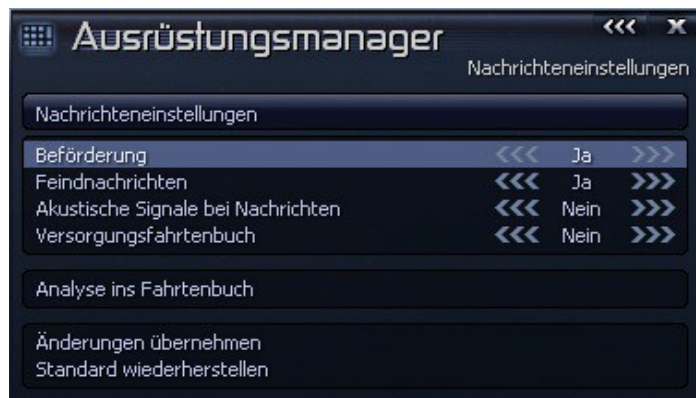 Ausrüstungsmanager
<<< X
Nachrichteneinstellungen
Nachrichteneinstellungen
Beförderung <<< Ja >>>
Feindnachrichten <<< Ja >>>
Akustische Signale bei Nachrichten <<< Nein >>>
Versorgungsfahrtenbuch <<< Nein >>>
Analyse ins Fahrtenbuch
Änderungen übernehmen
Standard wiederherstellen